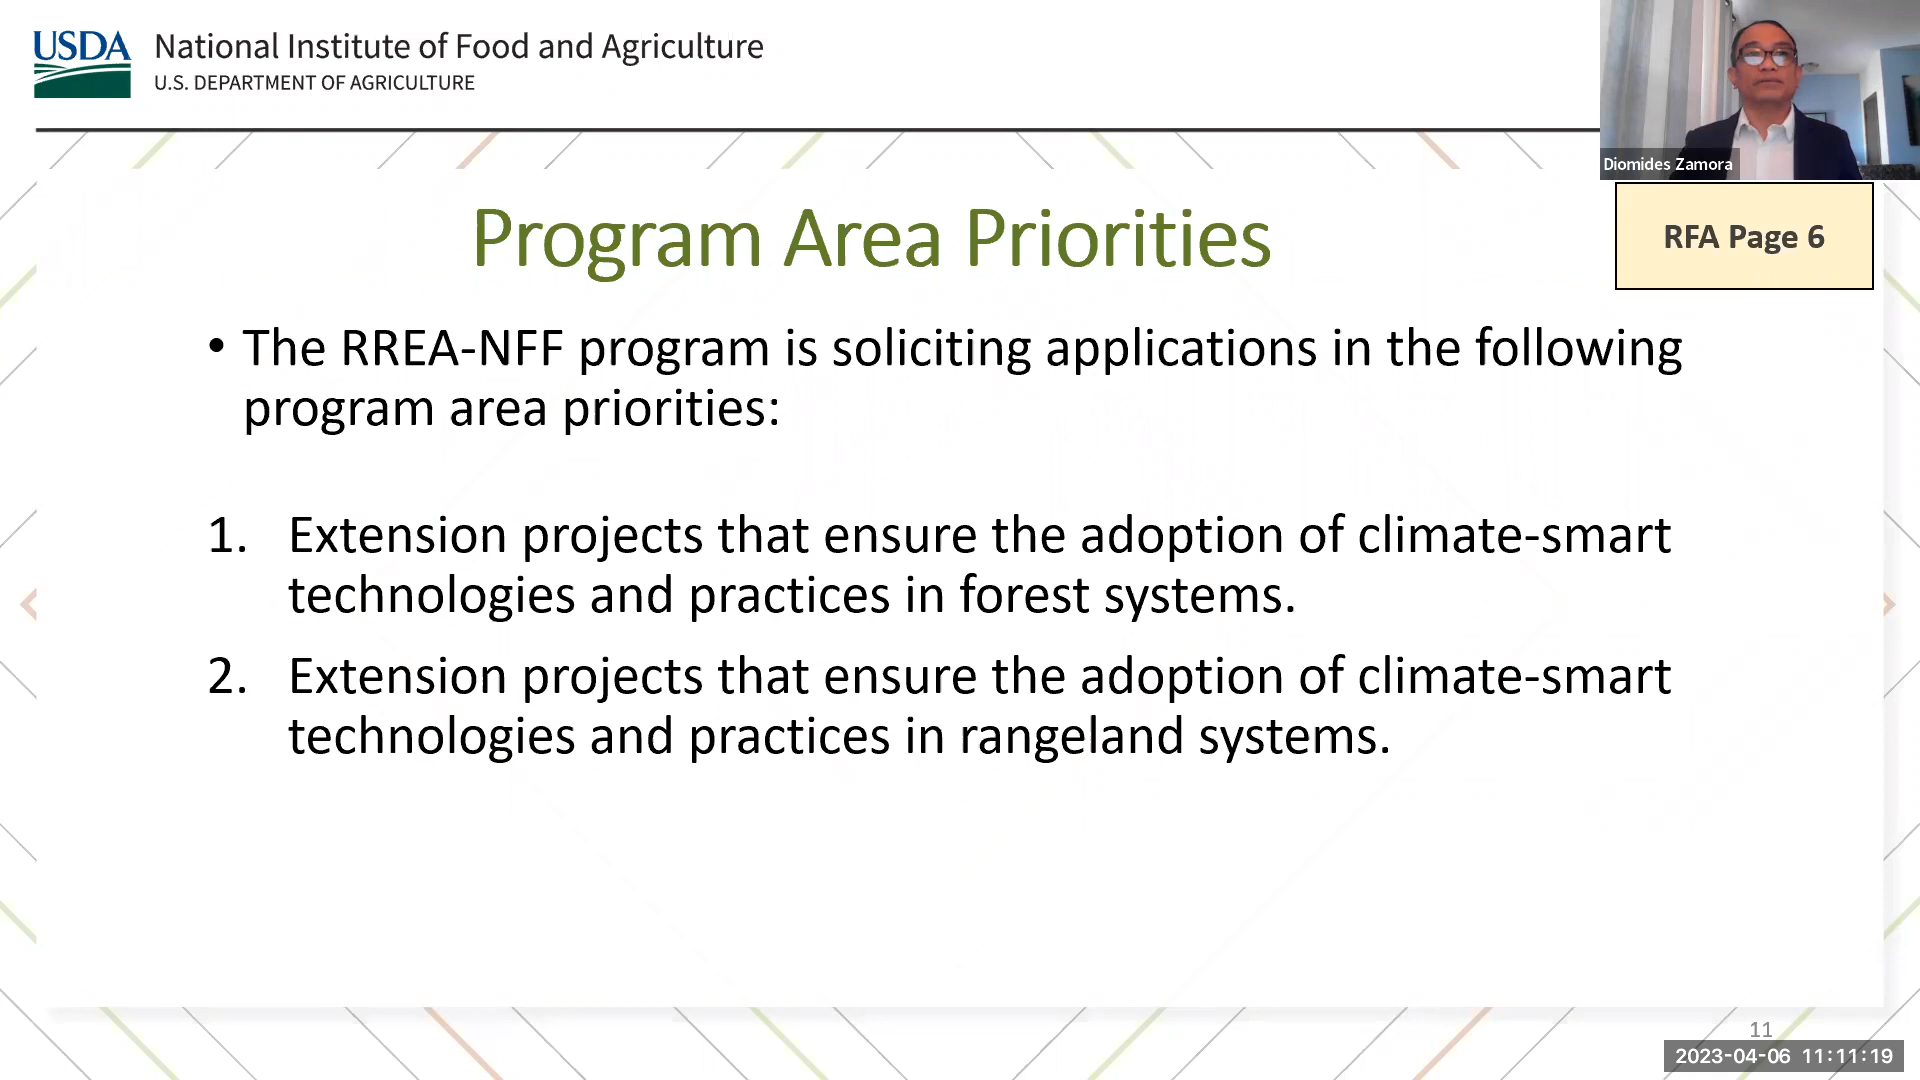 USDA
National Institute of Food and Agriculture
U.S. DEPARTMENT OF AGRICULTURE
Diomides Zamora
Program Area Priorities
RFA Page 6
• The RREA-NFF program is soliciting applications in the following
program area priorities:
1. Extension projects that ensure the adoption of climate-smart
technologies and practices in forest systems.
2. Extension projects that ensure the adoption of climate-smart
technologies and practices in rangeland systems.
11
2023-04-06 11:11:19